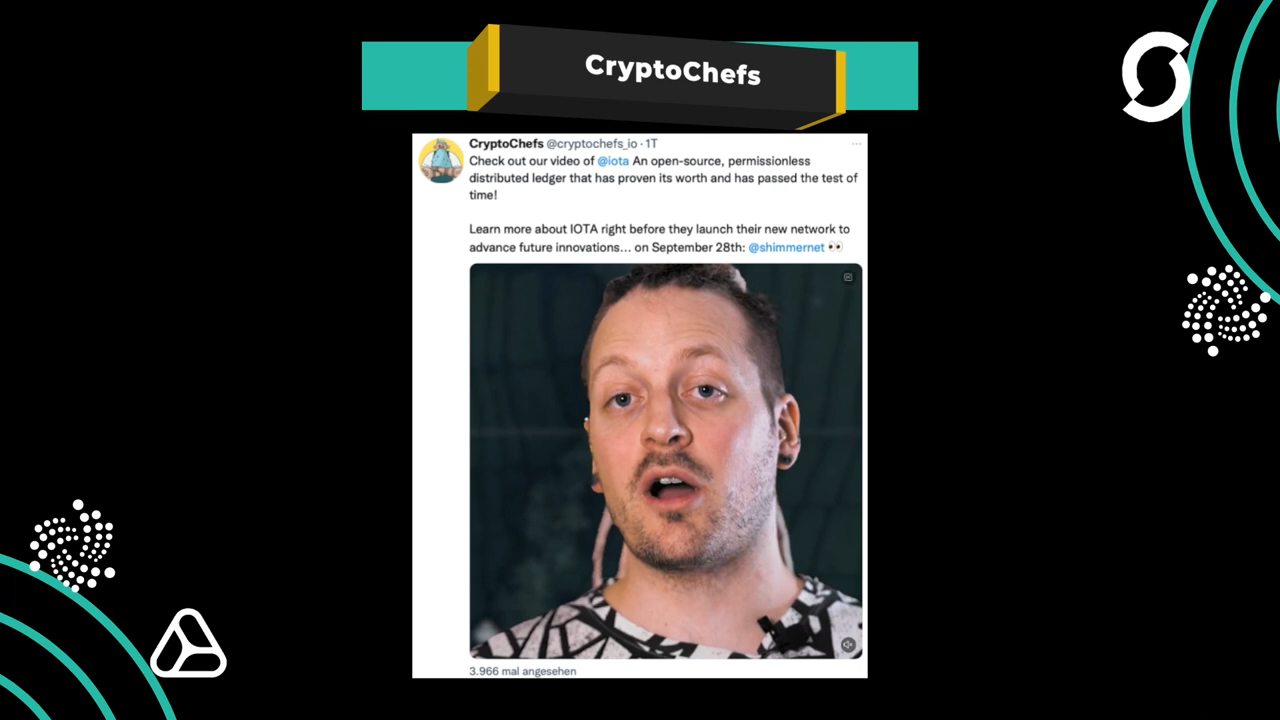 CryptoChefs
CryptoChefs @cryptochefs_io · 1T
Check out our video of @iota An open-source, permissionless
distributed ledger that has proven its worth and has passed the test of
time!
Learn more about IOTA right before they launch their new network to
advance future innovations... on September 28th: @shimmernet 👀
3.966 mal angesehen